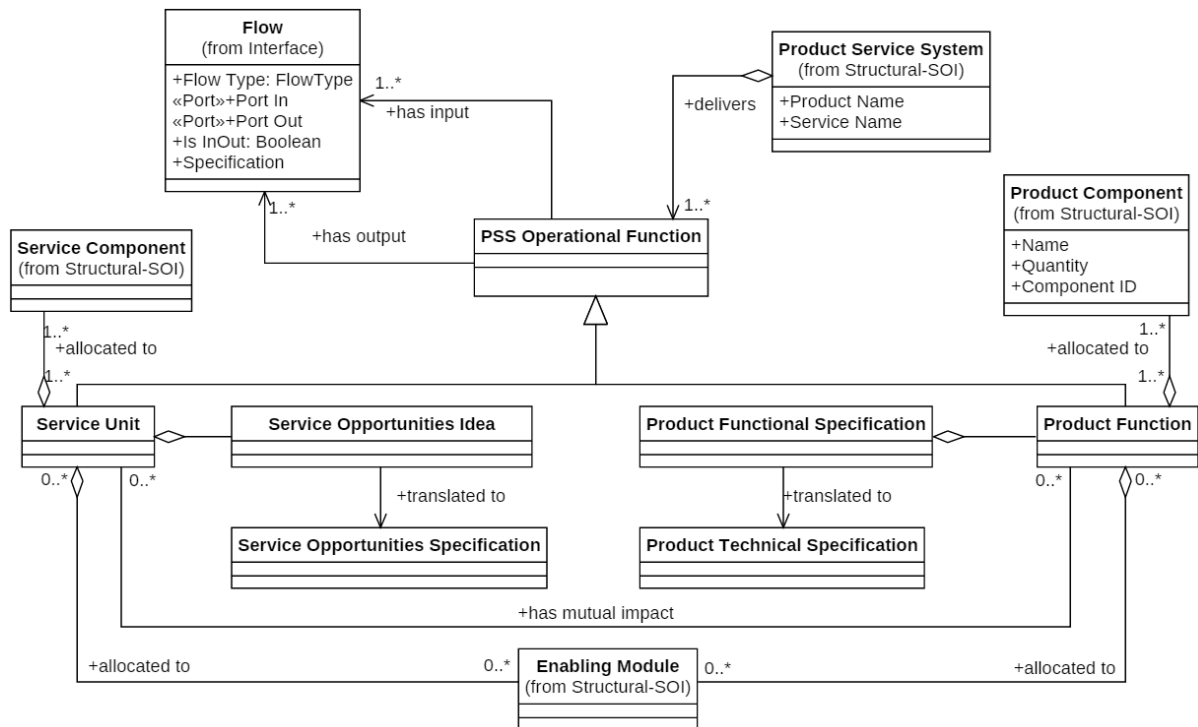 Flow
(from Interface)
+Flow Type: FlowType
«Port»+Port In
«Port»+Port Out
+Is InOut: Boolean
+Specification
1..*
+has input
1..*
+has output
Product Service System
(from Structural-SOI)
+Product Name
+Service Name
+delivers
1..*
PSS Operational Function
Product Component
(from Structural-SOI)
+Name
+Quantity
+Component ID
Service Component
(from Structural-SOI)
1..*
+allocated to
1..*
1..*
+allocated to
1..*
Service Unit
Service Opportunities Idea
Product Functional Specification
Product Function
0..*
0..*
+translated to
+translated to
0..*
0..*
Service Opportunities Specification
Product Technical Specification
+has mutual impact
+allocated to
0..*
Enabling Module
(from Structural-SOI)
0..*
+allocated to